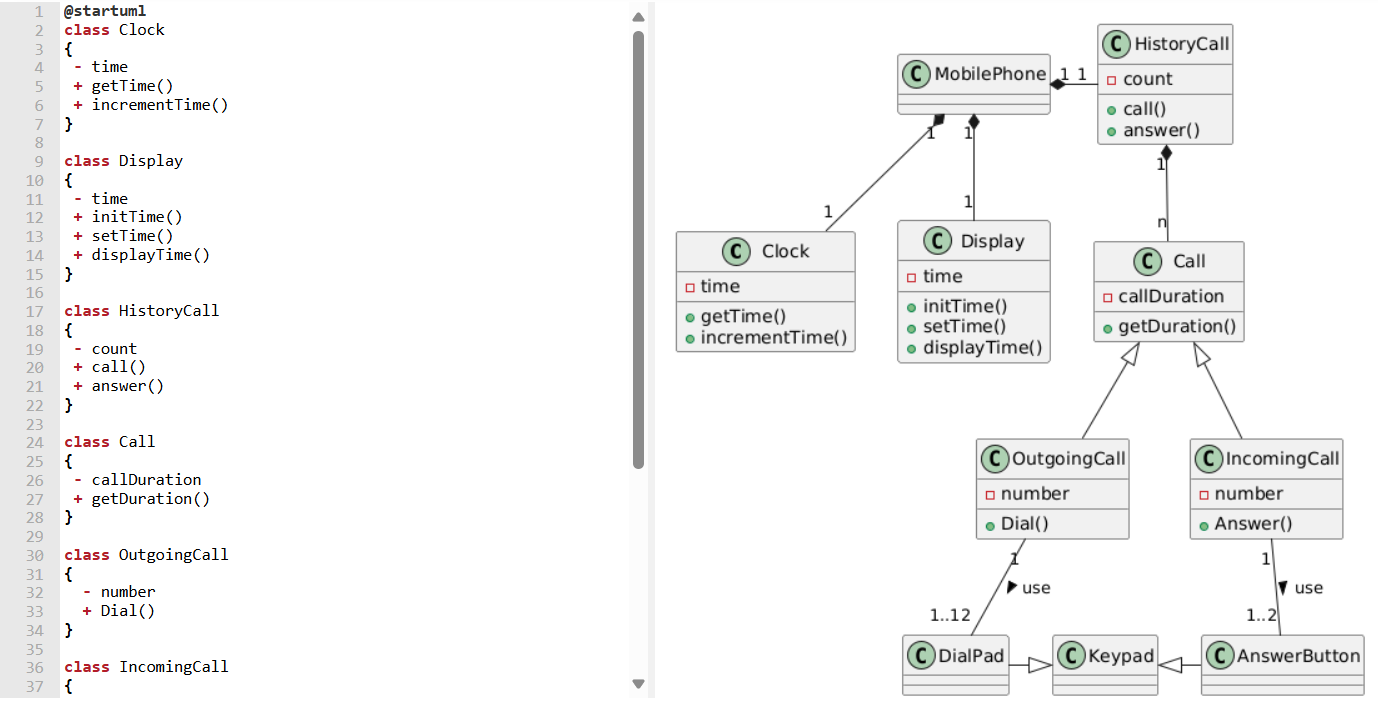 1 @startuml
2 class Clock
3 {
4 - time
5 + getTime()
6 + incrementTime()
7 }
8
9 class Display
10 {
11 - time
12 + initTime()
13 + setTime()
14 + displayTime()
15 }
16
17 class HistoryCall
18 {
19 - count
20 + call()
21 + answer()
22 }
23
24 class Call
25 {
26 - callDuration
27 + getDuration()
28 }
29
30 class OutgoingCall
31 {
32 - number
33 + Dial()
34 }
35
36 class IncomingCall
37 {
C MobilePhone
1 1
C HistoryCall
count
call()
answer()
1
1
1
1
1
n
C Clock
time
getTime()
incrementTime()
C Display
time
initTime()
setTime()
displayTime()
C Call
callDuration
getDuration()
C OutgoingCall
number
Dial()
C IncomingCall
number
Answer()
1
use
1..12
1
use
1..2
C DialPad
C Keypad
C AnswerButton